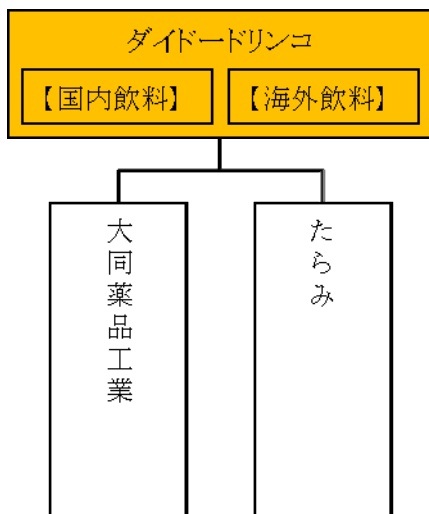 ダイドードリンコ
【国内飲料】
【海外飲料】
大同薬品工業
たらみ